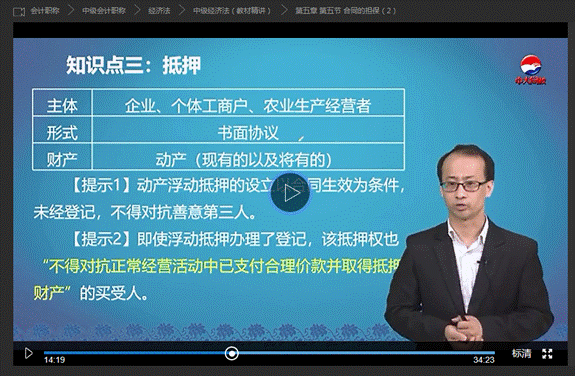 会计职称 中级会计职称 经济法 中级经济法（教材精讲） 第五章 第五节 合同的担保（2）
知识点三：抵押
主体 企业、个体工商户、农业生产经营者
形式 书面协议
财产 动产（现有的以及将有的）
【提示1】动产浮动抵押的设立以合同生效为条件，
未经登记，不得对抗善意第三人。
【提示2】即使浮动抵押办理了登记，该抵押权也
“不得对抗正常经营活动中已支付合理价款并取得抵押
财产”的买受人。
14:19 34:23 标清